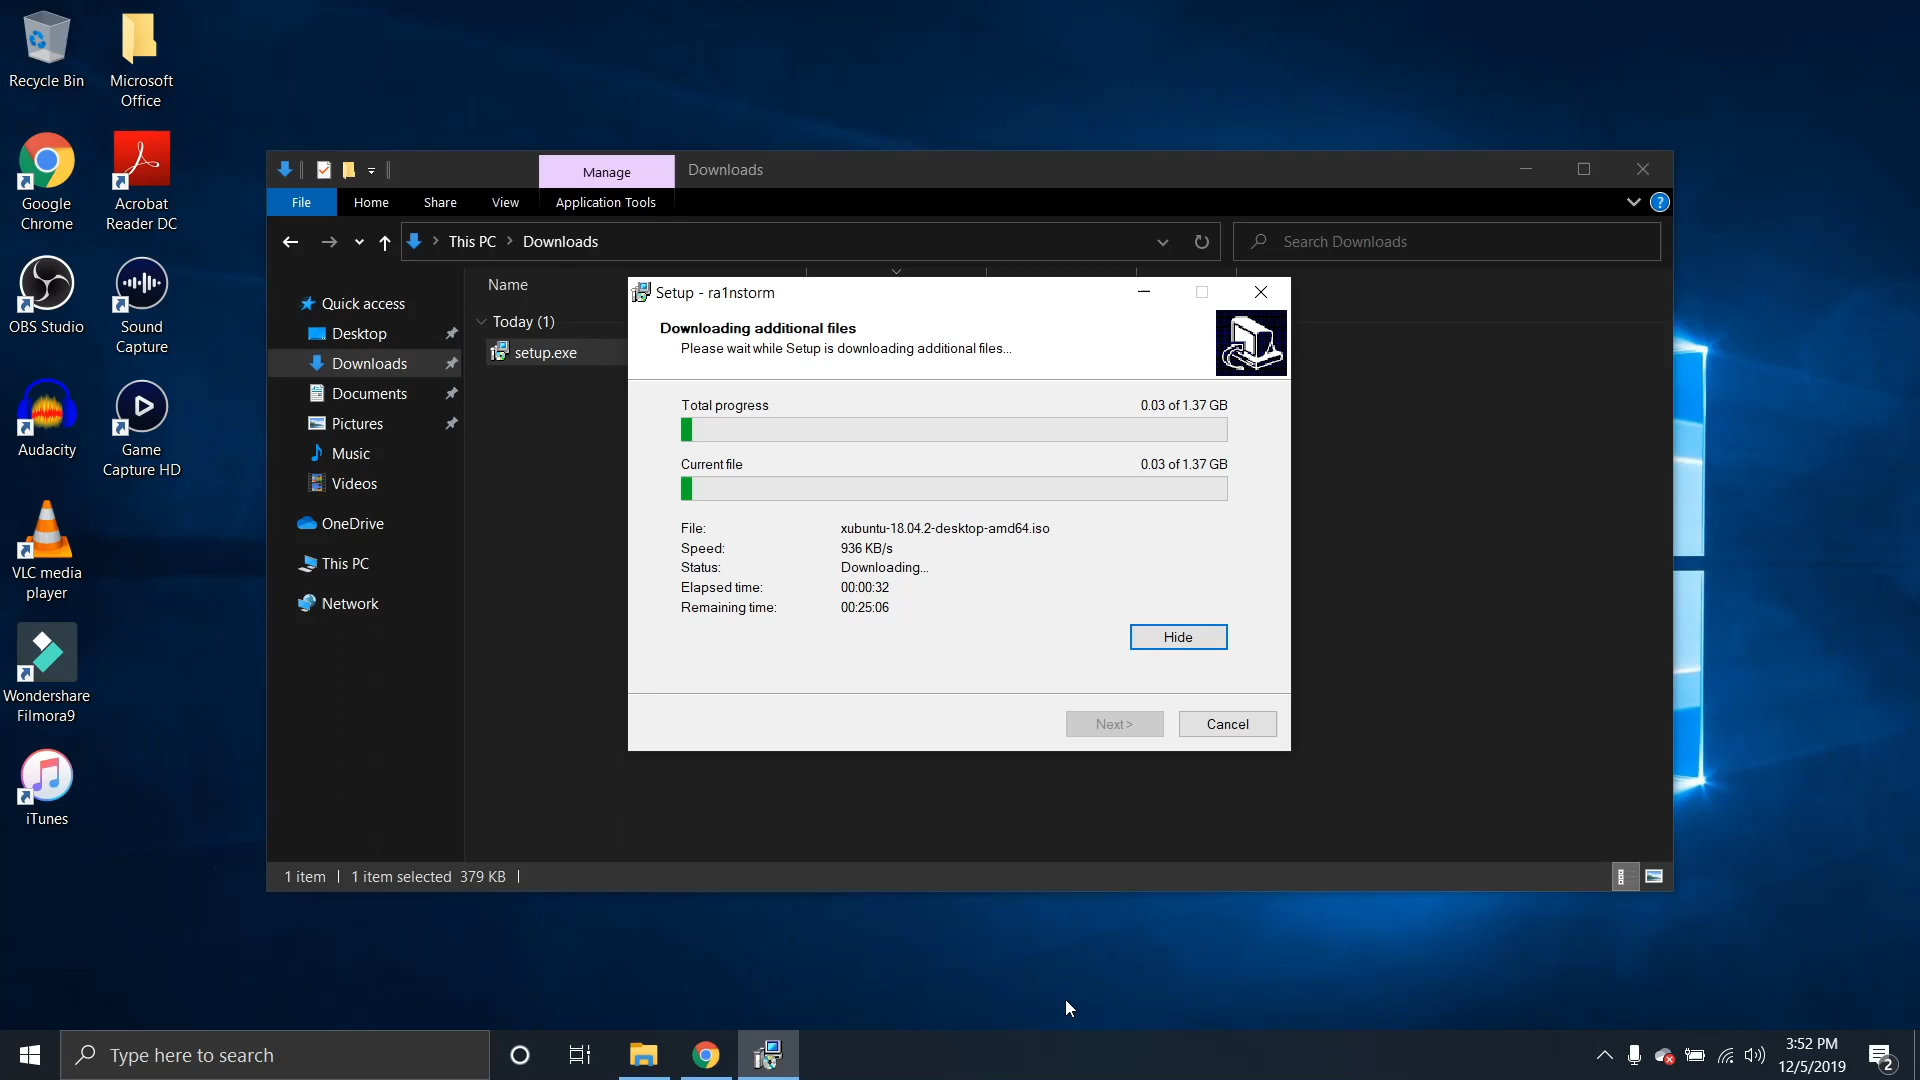 Recycle Bin
Microsoft
Office
Google
Chrome
Acrobat
Reader DC
OBS Studio
Sound
Capture
Audacity
Game
Capture HD
VLC media
player
Wondershare
Filmora9
iTunes
Manage
Downloads
File
Home
Share
View
Application Tools
?
This PC
Downloads
Search Downloads
Name
Quick access
Desktop
Downloads
Documents
Pictures
Music
Videos
OneDrive
This PC
Network
Today (1)
setup.exe
Setup - ra1nstorm
Downloading additional files
Please wait while Setup is downloading additional files...
Total progress 0.03 of 1.37 GB
Current file 0.03 of 1.37 GB
File: xubuntu-18.04.2-desktop-amd64.iso
Speed: 936 KB/s
Status: Downloading...
Elapsed time: 00:00:32
Remaining time: 00:25:06
Hide
Next >
Cancel
1 item
1 item selected 379 KB
Type here to search
3:52 PM
12/5/2019
2